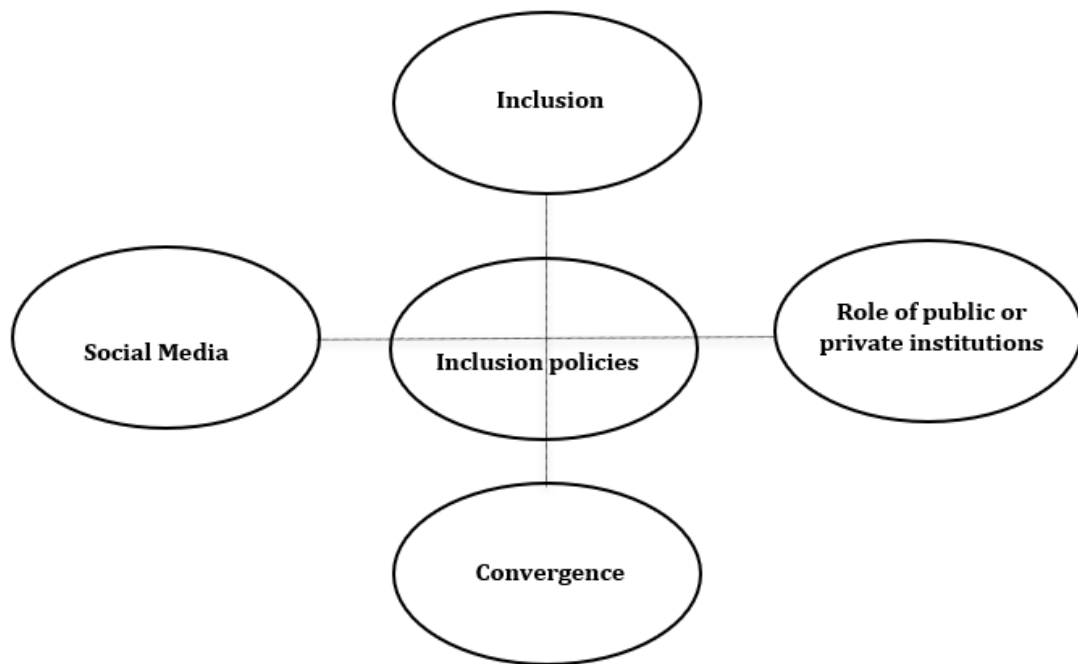 Inclusion
Social Media
Inclusion policies
Role of public or
private institutions
Convergence